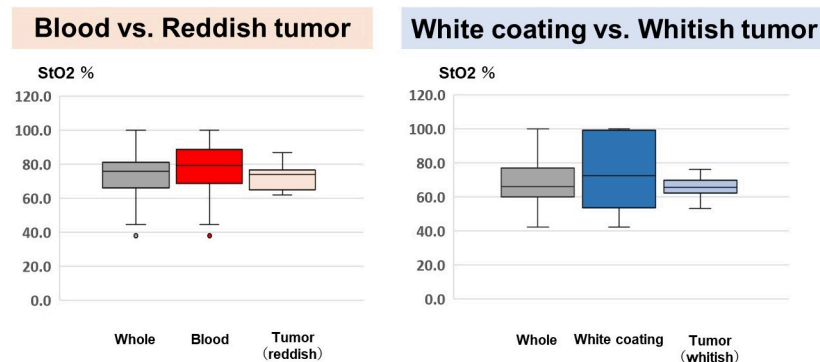 Blood vs. Reddish tumor
StO2 %
120.0
100.0
80.0
60.0
40.0
20.0
0.0
Whole Blood Tumor
(reddish)
White coating vs. Whitish tumor
StO2 %
120.0
100.0
80.0
60.0
40.0
20.0
0.0
Whole White coating Tumor
(whitish)